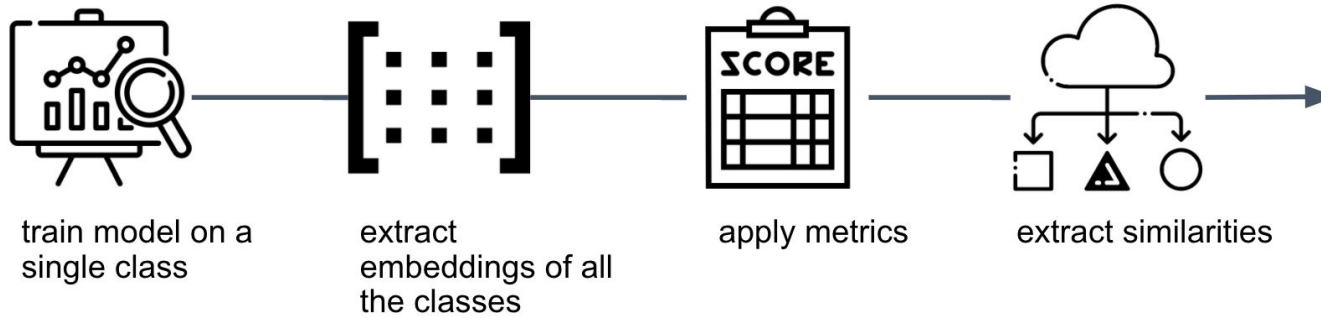 SCORE
train model on a
single class
extract
embeddings of all
the classes
apply metrics
extract similarities